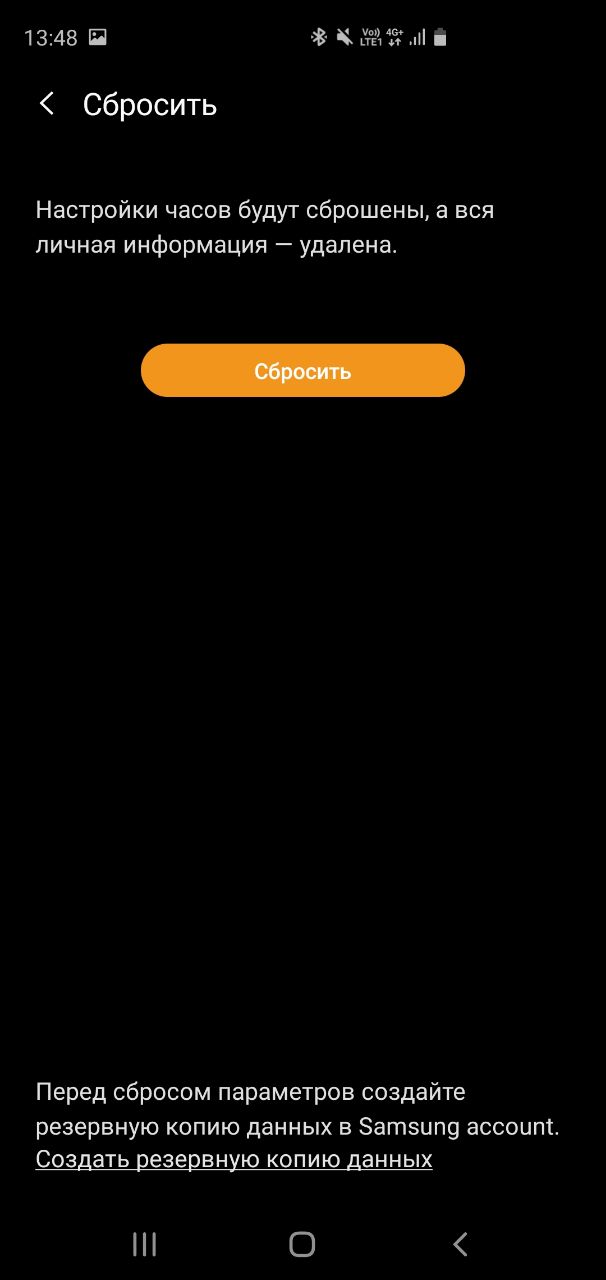 13:48 Vo)) LTE1 4G+
Сбросить
Настройки часов будут сброшены, а вся
личная информация — удалена.
Сбросить
Перед сбросом параметров создайте
резервную копию данных в Samsung account.
Создать резервную копию данных